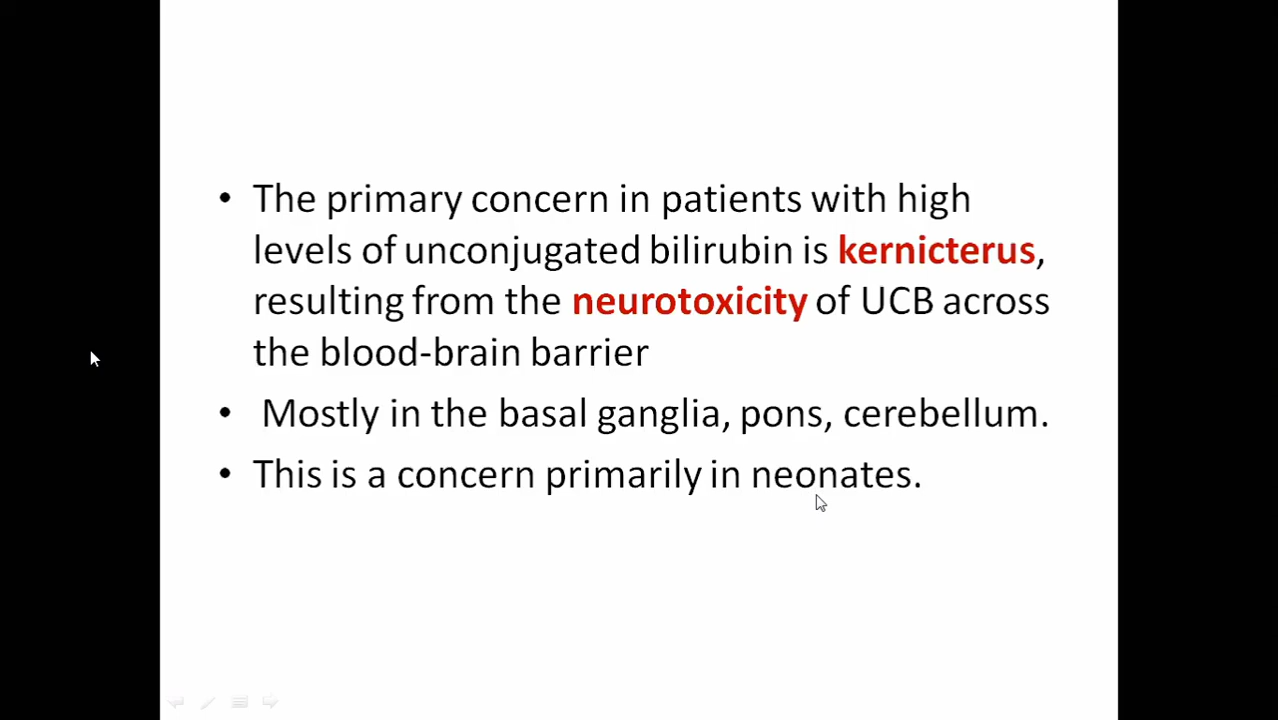 • The primary concern in patients with high
levels of unconjugated bilirubin is kernicterus,
resulting from the neurotoxicity of UCB across
the blood-brain barrier
• Mostly in the basal ganglia, pons, cerebellum.
• This is a concern primarily in neonates.